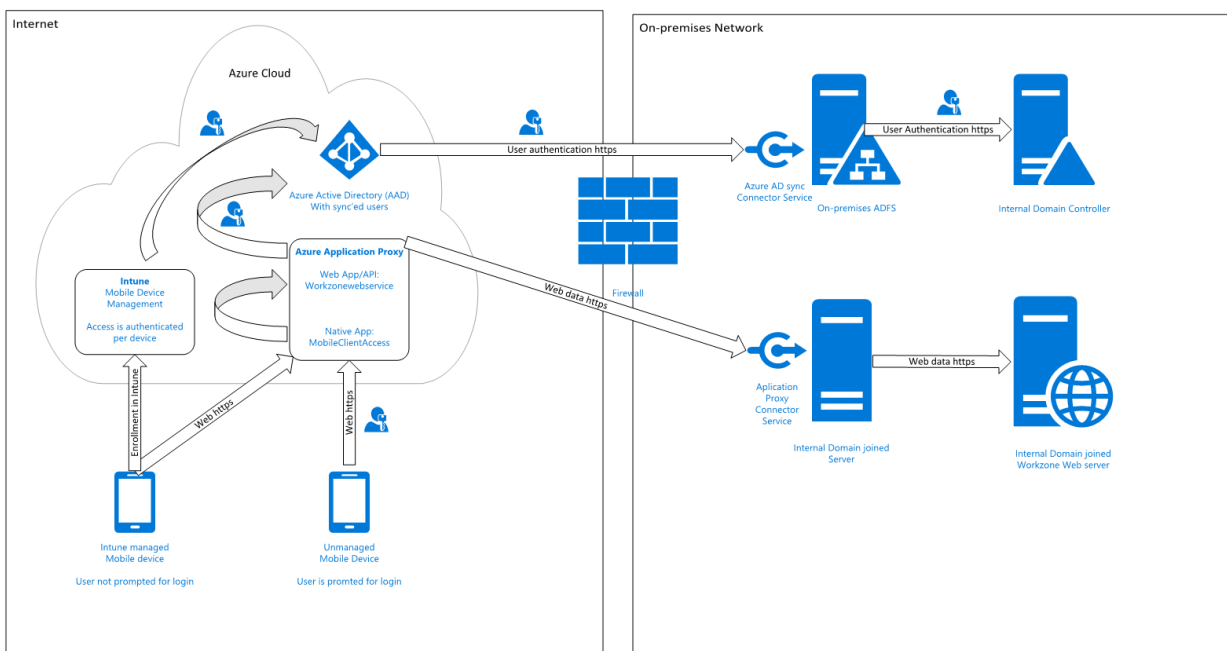 Internet
Azure Cloud
Azure Active Directory (AAD)
With sync'ed users
User authentication https
Azure Application Proxy
Web App/API:
Workzonewebservice
Native App:
MobileClientAccess
Intune
Mobile Device
Management
Access is authenticated
per device
Enrollment in Intune
Web https
Web https
Intune managed
Mobile device
User not prompted for login
Unmanaged
Mobile Device
User is promted for login
Firewall
Web data https
On-premises Network
Azure AD sync
Connector Service
On-premises ADFS
User Authentication https
Internal Domain Controller
Aplication
Proxy
Connector
Service
Internal Domain joined
Server
Web data https
Internal Domain joined
Workzone Web server